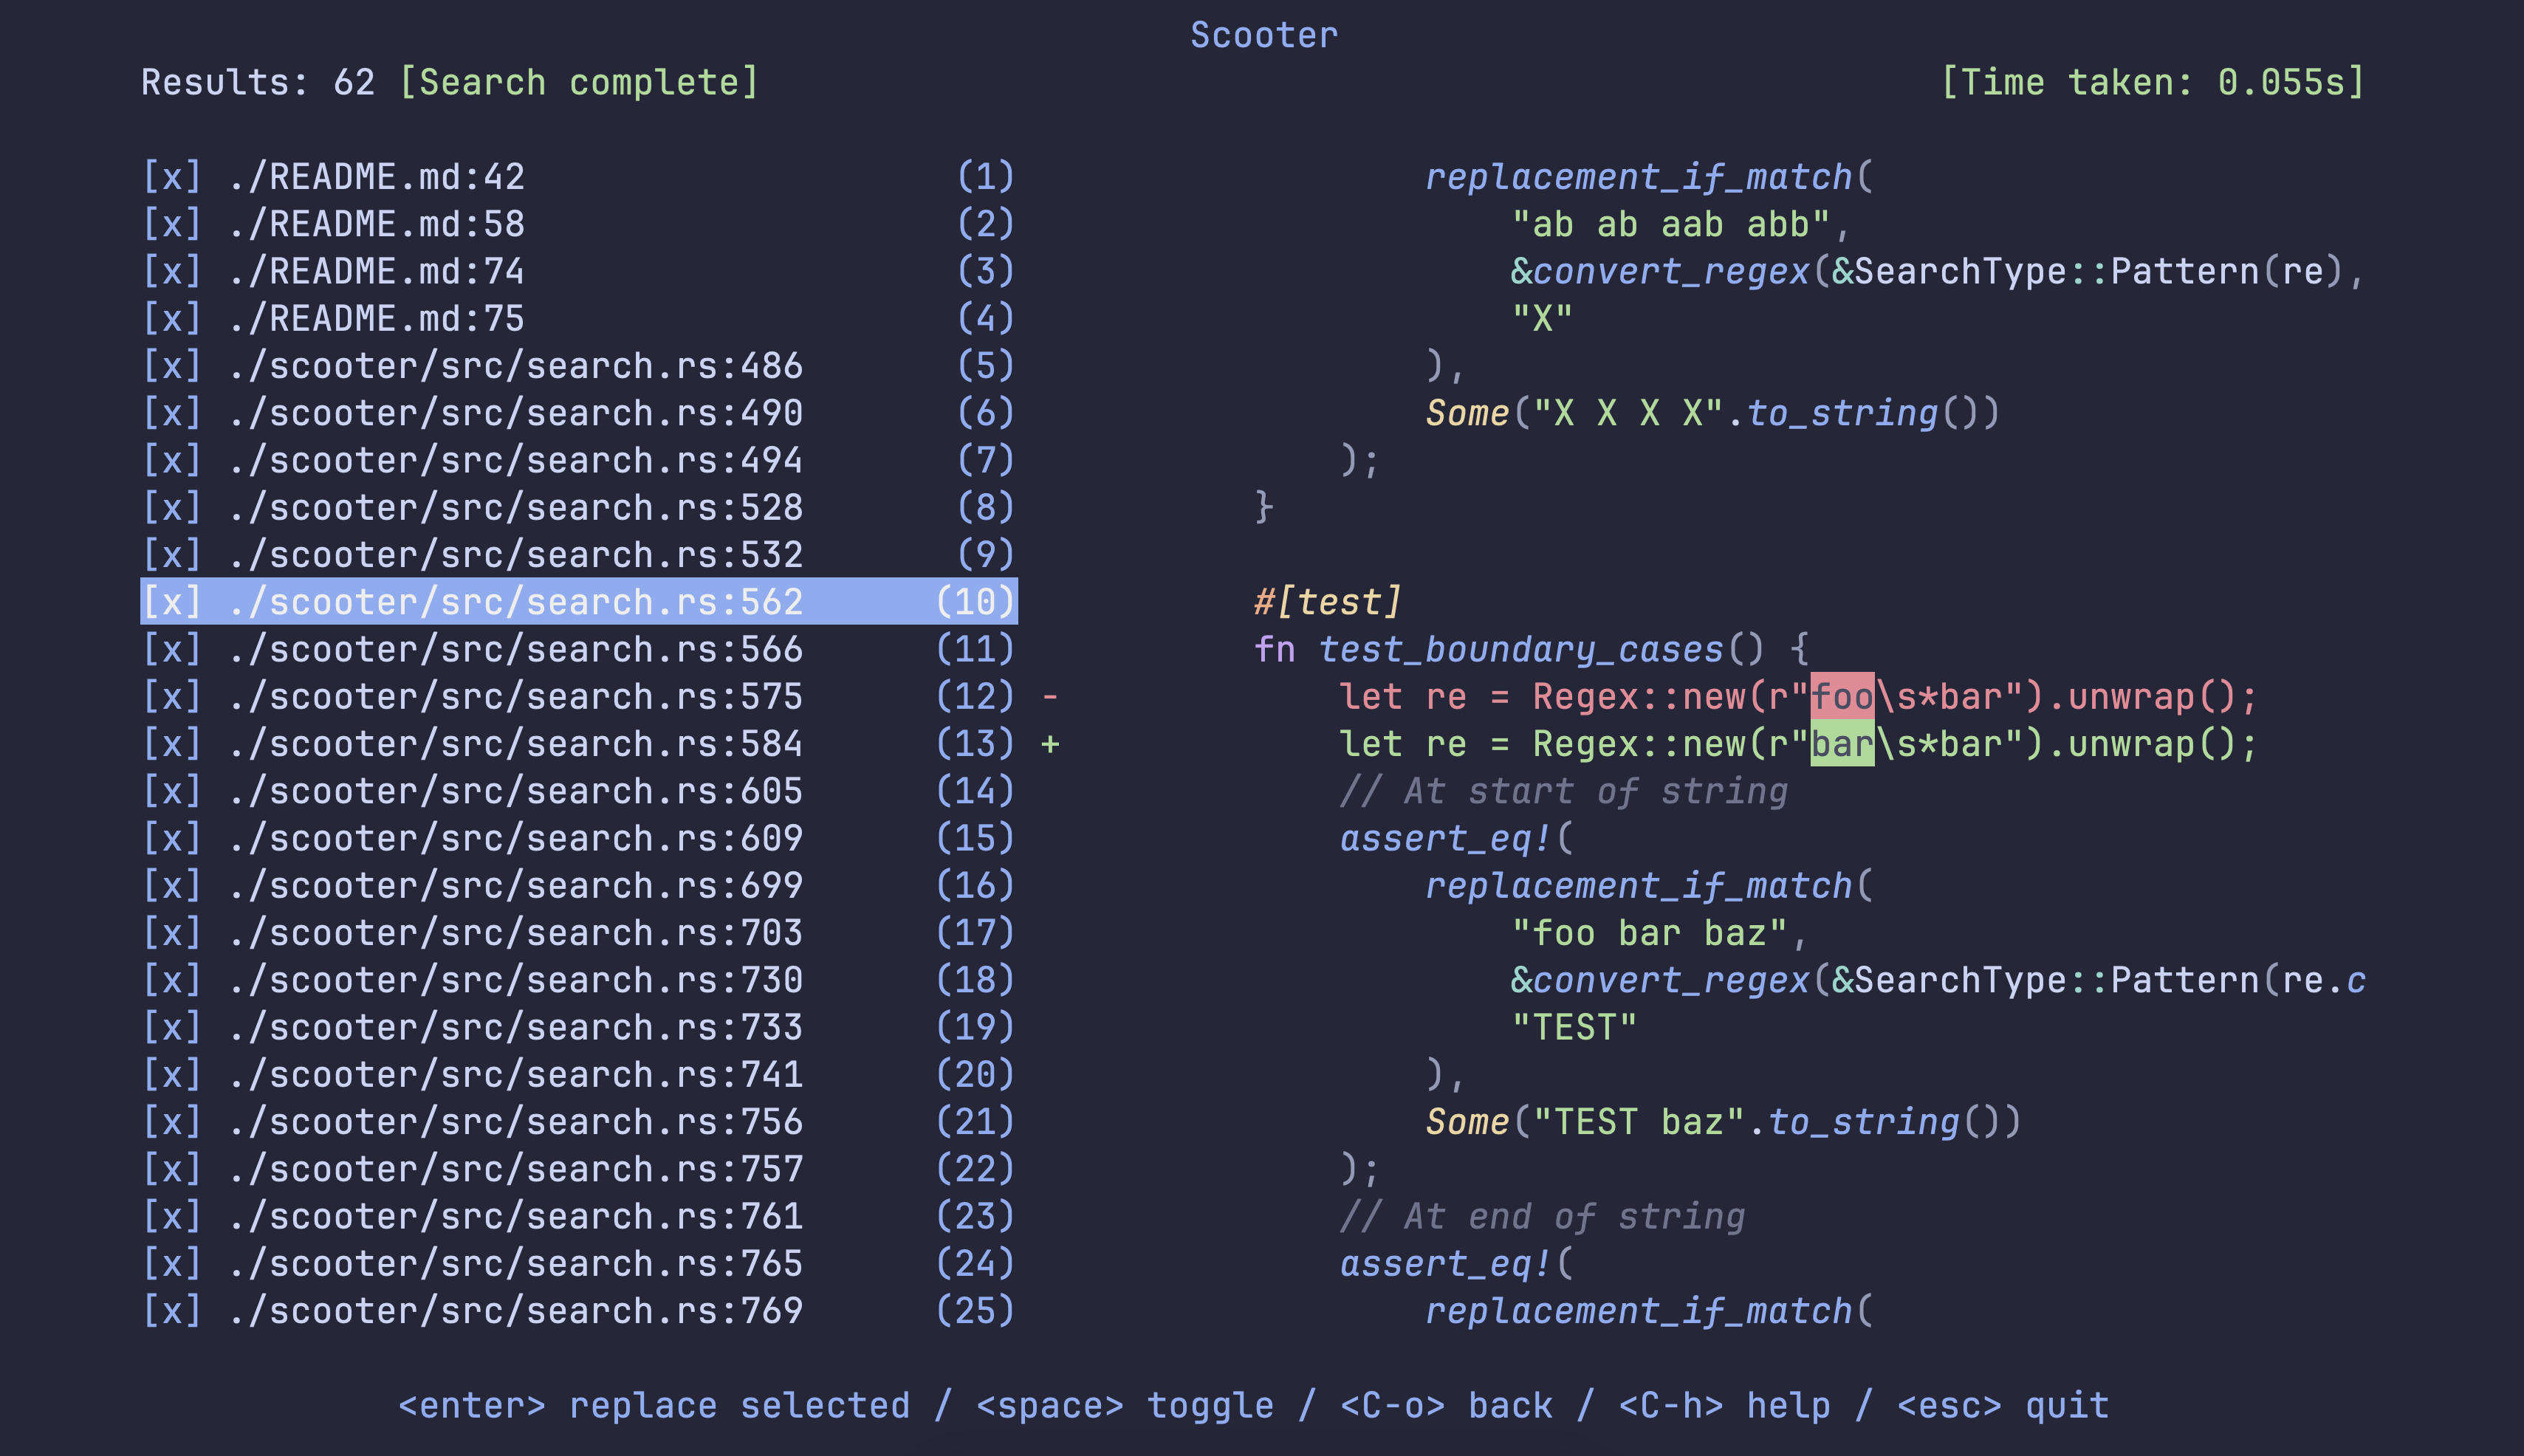 Scooter
Results: 62 [Search complete]
[Time taken: 0.055s]
[x] ./README.md:42 (1)
[x] ./README.md:58 (2)
[x] ./README.md:74 (3)
[x] ./README.md:75 (4)
[x] ./scooter/src/search.rs:486 (5)
[x] ./scooter/src/search.rs:490 (6)
[x] ./scooter/src/search.rs:494 (7)
[x] ./scooter/src/search.rs:528 (8)
[x] ./scooter/src/search.rs:532 (9)
[x] ./scooter/src/search.rs:562 (10)
[x] ./scooter/src/search.rs:566 (11)
[x] ./scooter/src/search.rs:575 (12)
[x] ./scooter/src/search.rs:584 (13)
[x] ./scooter/src/search.rs:605 (14)
[x] ./scooter/src/search.rs:609 (15)
[x] ./scooter/src/search.rs:699 (16)
[x] ./scooter/src/search.rs:703 (17)
[x] ./scooter/src/search.rs:730 (18)
[x] ./scooter/src/search.rs:733 (19)
[x] ./scooter/src/search.rs:741 (20)
[x] ./scooter/src/search.rs:756 (21)
[x] ./scooter/src/search.rs:757 (22)
[x] ./scooter/src/search.rs:761 (23)
[x] ./scooter/src/search.rs:765 (24)
[x] ./scooter/src/search.rs:769 (25)
replacement_if_match(
"ab ab aab abb",
&convert_regex(&SearchType::Pattern(re),
"X"
),
Some("X X X X".to_string())
);
}
#[test]
fn test_boundary_cases() {
- let re = Regex::new(r"foo\s*bar").unwrap();
+ let re = Regex::new(r"bar\s*bar").unwrap();
// At start of string
assert_eq!(
replacement_if_match(
"foo bar baz",
&convert_regex(&SearchType::Pattern(re.c
"TEST"
),
Some("TEST baz".to_string())
);
// At end of string
assert_eq!(
replacement_if_match(
<enter> replace selected / <space> toggle / <C-o> back / <C-h> help / <esc> quit